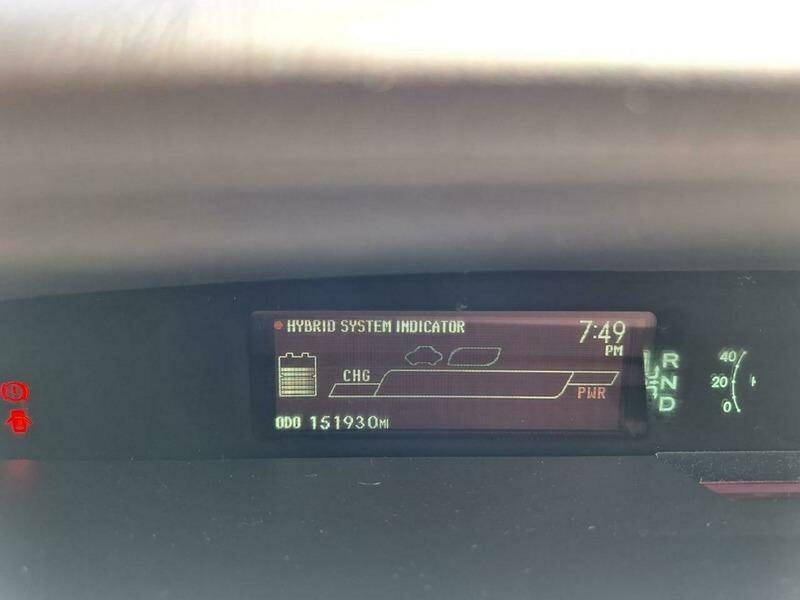 HYBRID SYSTEM INDICATOR
7:49
PM
CHG
PWR
ODO 151930MI
R
N
D
40
20
0